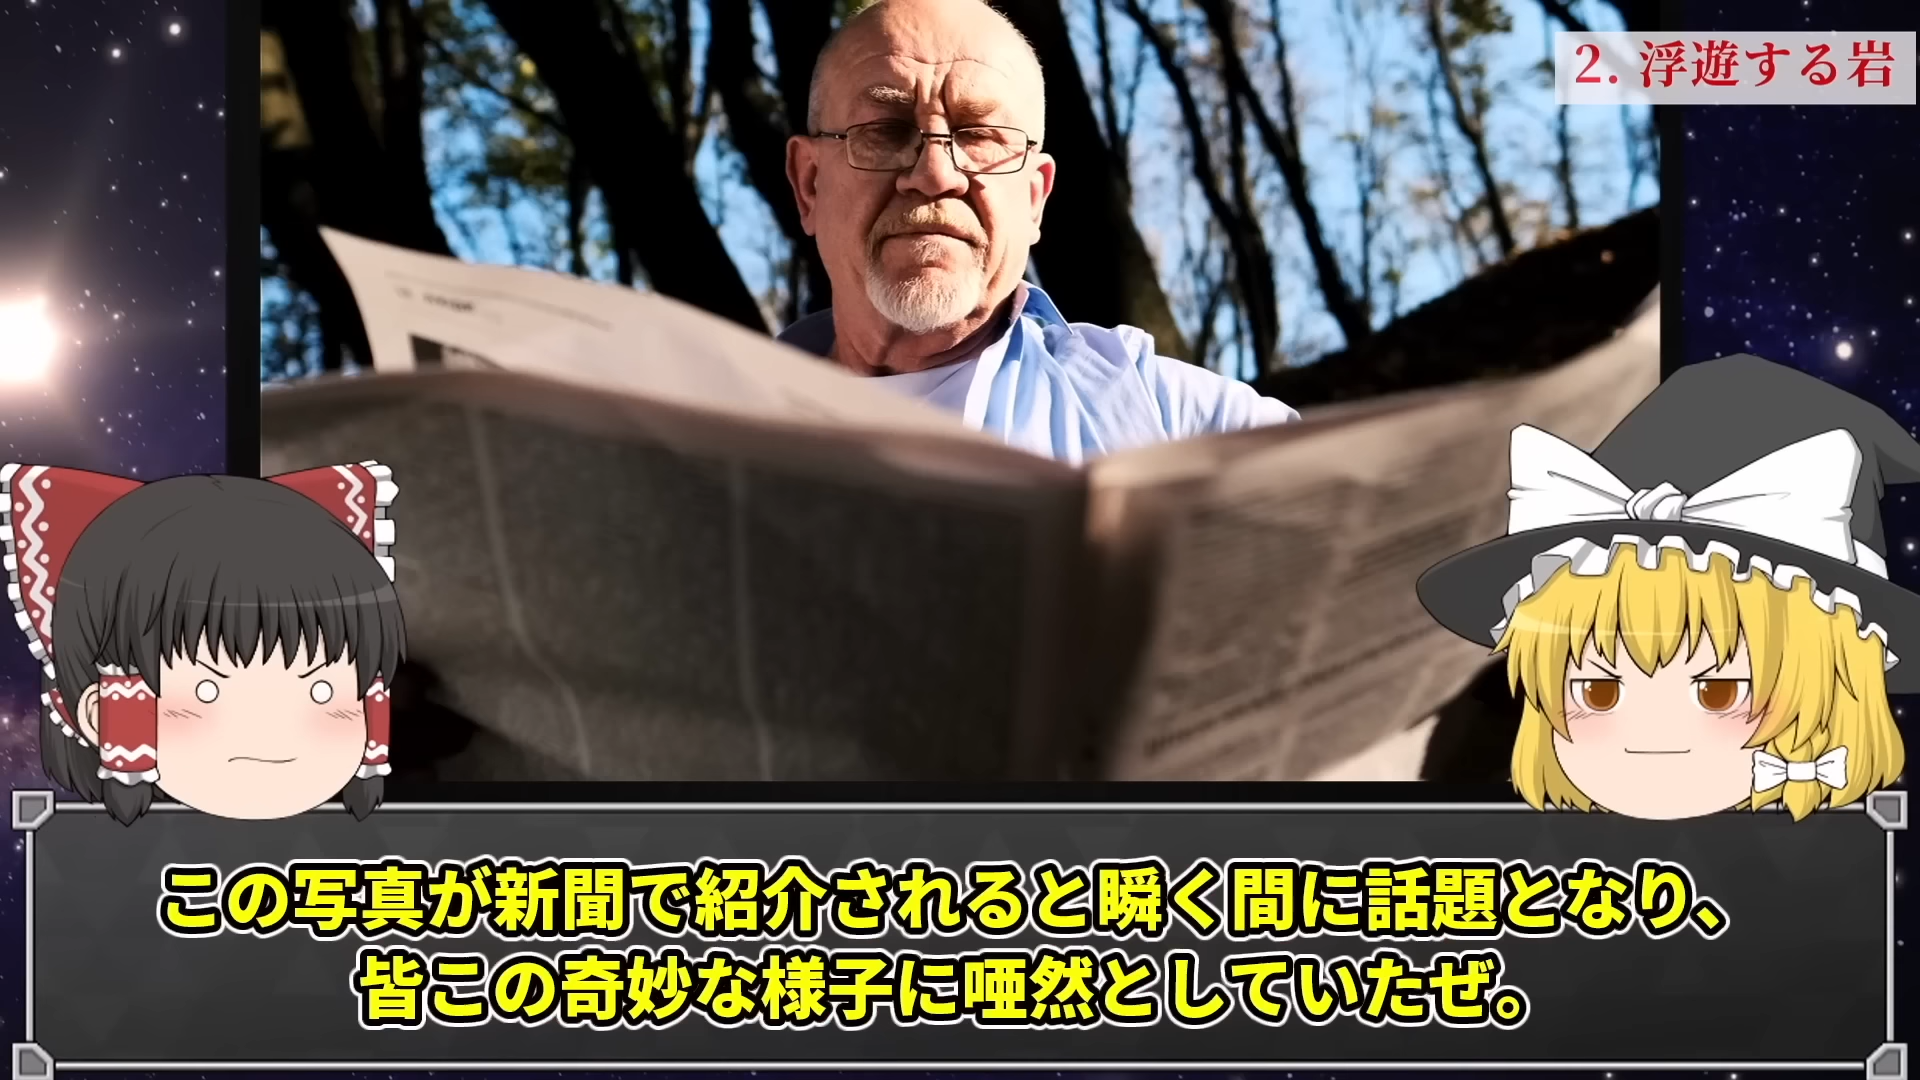 2. 浮遊する岩
この写真が新聞で紹介されると瞬く間に話題となり、
皆この奇妙な様子に唖然としていたぜ。